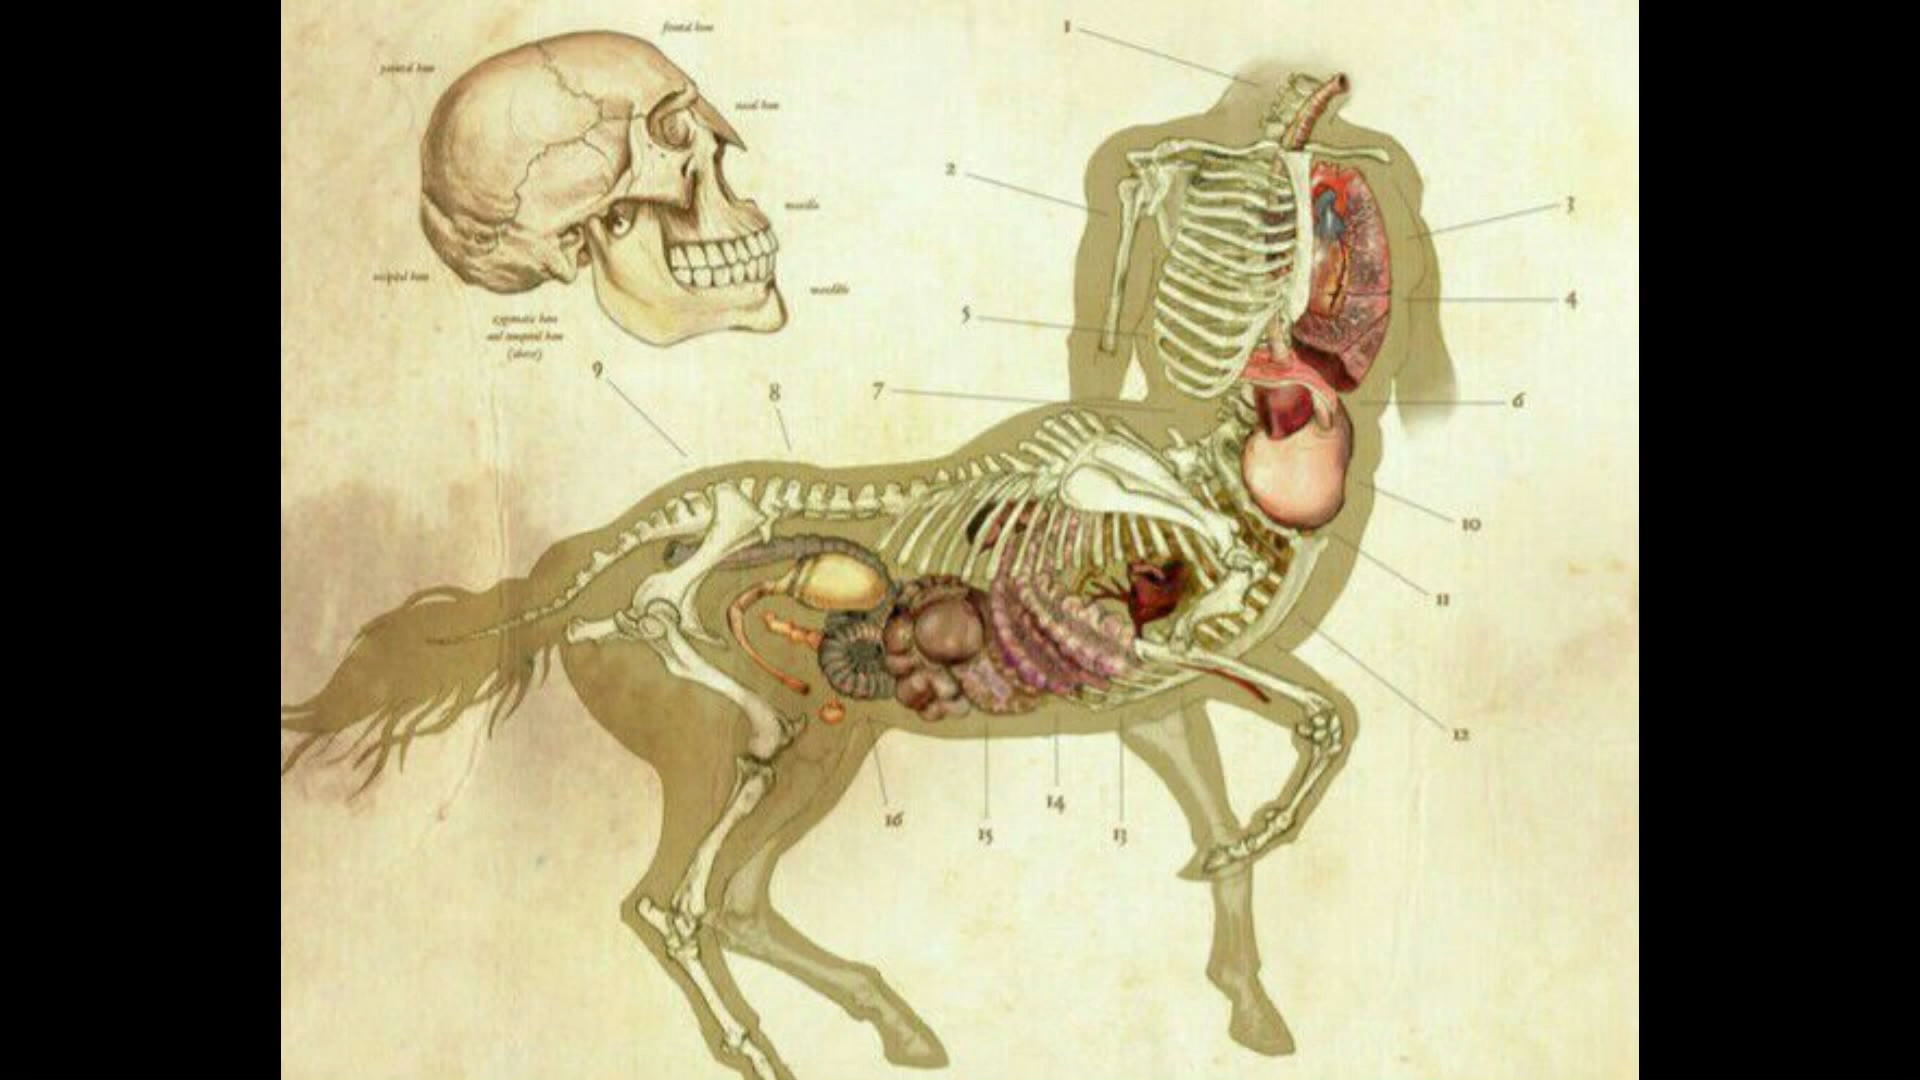 frontal bone
parietal bone
nasal bone
maxilla
occipital bone
mandible
zygomatic bone
and temporal bone
(above)
1
2
3
4
5
6
7
8
9
10
11
12
13
14
15
16